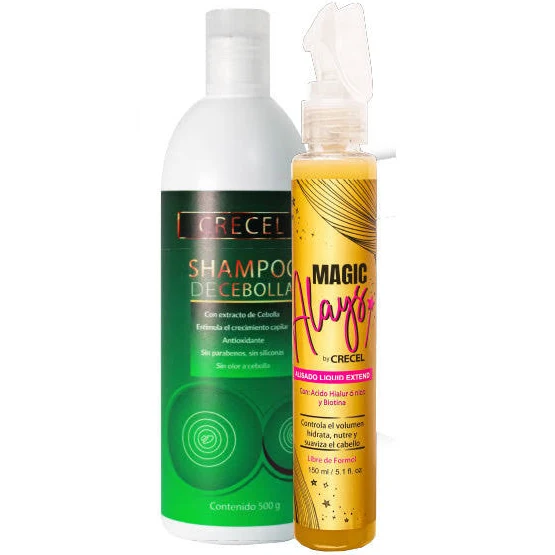 CRECEL
SHAMPOO
DE CEBOLLA
Con extracto de Cebolla
Estimula el crecimiento capilar
Antioxidante
Sin parabenos, sin siliconas
Sin olor a cebolla
Contenido 500 g
MAGIC
Alayss
by CRECEL
ALISADO LIQUID EXTEND
Con: Acido Hialurónico
y Biotina
Controla el volumen
hidrata, nutre y
suaviza el cabello
Libre de Formol
150 ml / 5.1 fl. oz